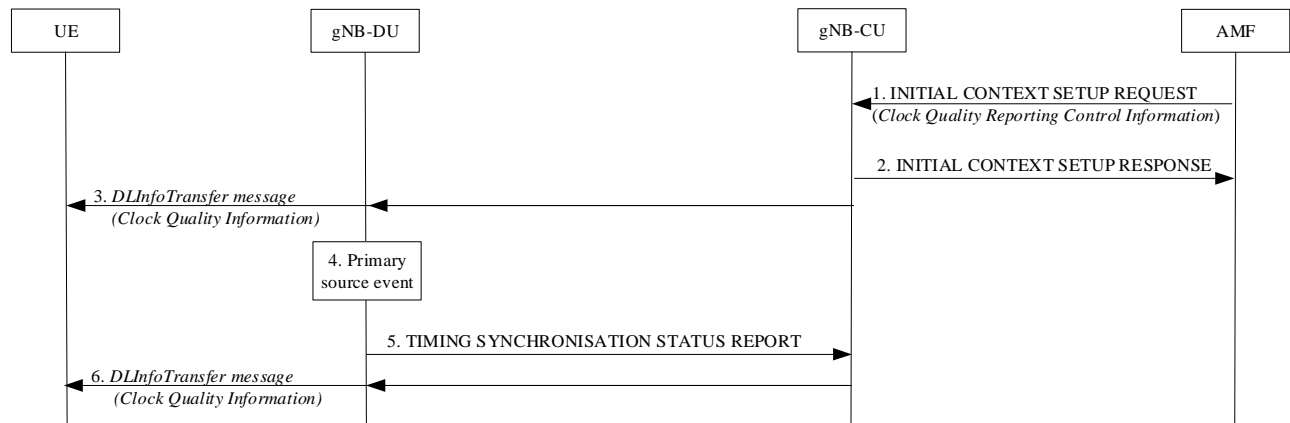 UE
gNB-DU
gNB-CU
AMF
1. INITIAL CONTEXT SETUP REQUEST
(Clock Quality Reporting Control Information)
2. INITIAL CONTEXT SETUP RESPONSE
3. DLInfoTransfer message
(Clock Quality Information)
4. Primary
source event
5. TIMING SYNCHRONISATION STATUS REPORT
6. DLInfoTransfer message
(Clock Quality Information)